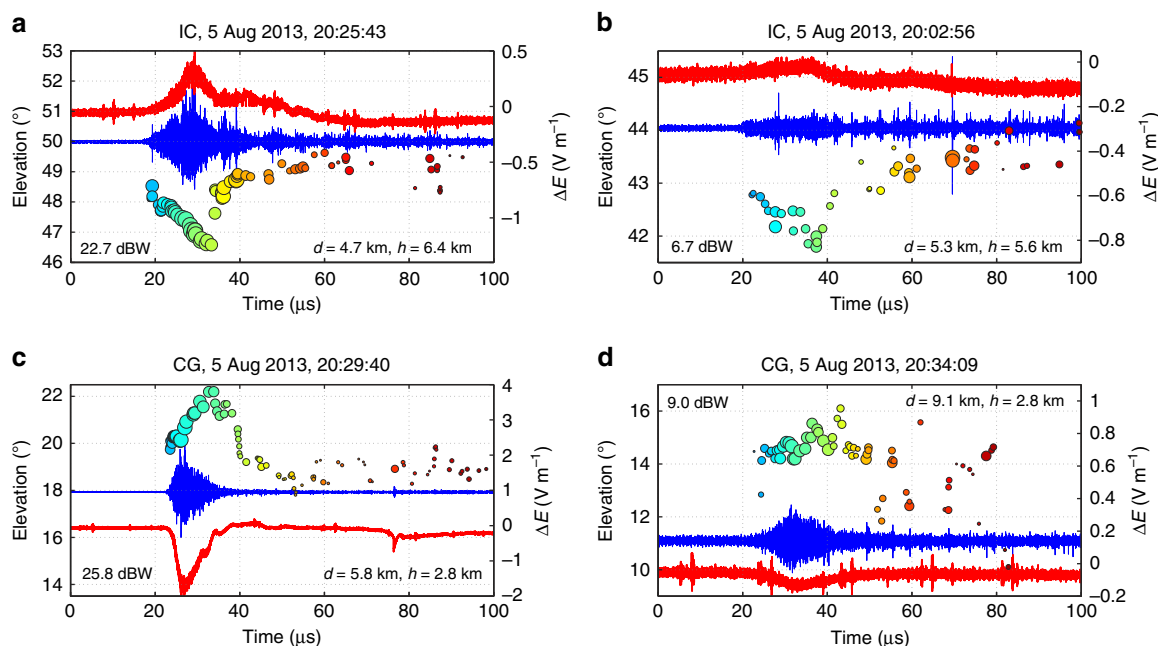 a
IC, 5 Aug 2013, 20:25:43
53
52
51
50
49
48
47
46
Elevation (°)
0.5
0
−0.5
−1
ΔE (V m⁻¹)
22.7 dBW
d = 4.7 km, h = 6.4 km
0 20 40 60 80 100
Time (μs)
b
IC, 5 Aug 2013, 20:02:56
45
44
43
42
Elevation (°)
0
−0.2
−0.4
−0.6
−0.8
ΔE (V m⁻¹)
6.7 dBW
d = 5.3 km, h = 5.6 km
0 20 40 60 80 100
Time (μs)
c
CG, 5 Aug 2013, 20:29:40
22
20
18
16
14
Elevation (°)
4
3
2
1
0
−1
−2
ΔE (V m⁻¹)
25.8 dBW
d = 5.8 km, h = 2.8 km
0 20 40 60 80 100
Time (μs)
d
CG, 5 Aug 2013, 20:34:09
9.0 dBW
d = 9.1 km, h = 2.8 km
16
14
12
10
Elevation (°)
1
0.8
0.6
0.4
0.2
0
−0.2
ΔE (V m⁻¹)
0 20 40 60 80 100
Time (μs)